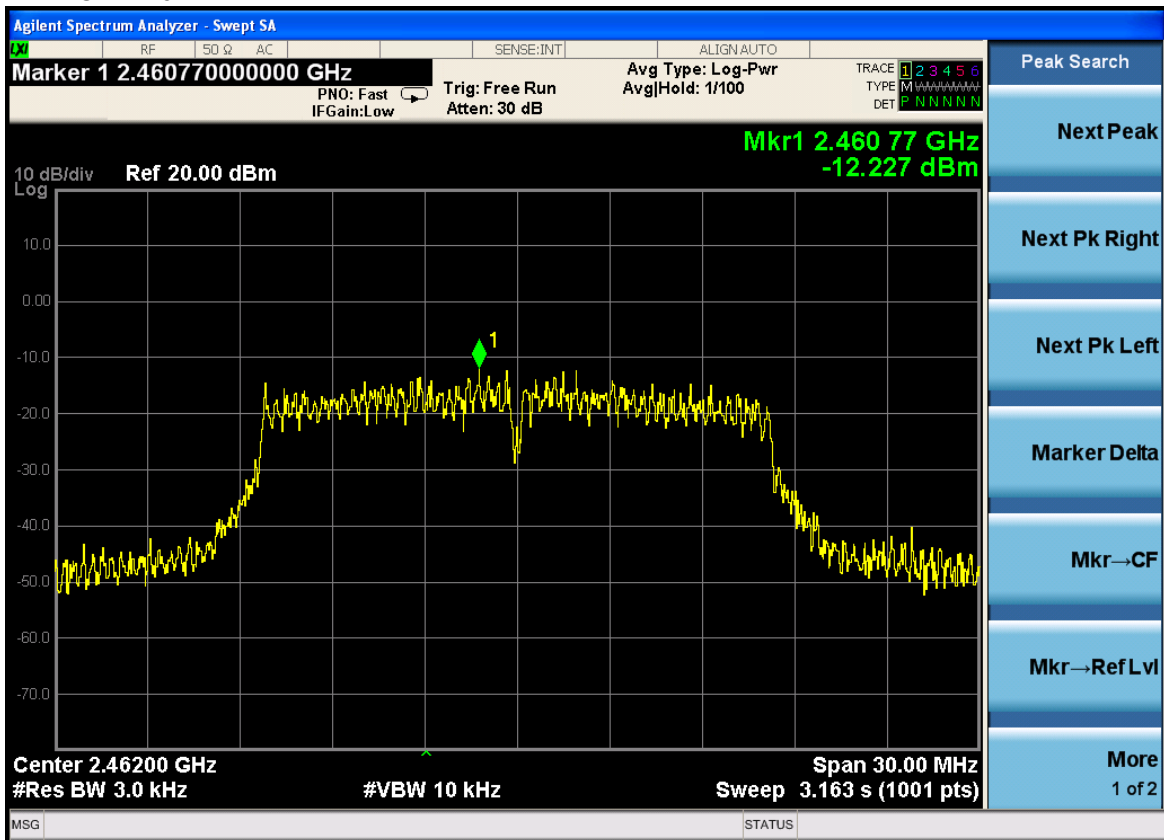 Agilent Spectrum Analyzer - Swept SA
LXI RF 50 Ω AC SENSE:INT ALIGN AUTO
Marker 1 2.460770000000 GHz
PNO: Fast
IFGain:Low
Trig: Free Run
Atten: 30 dB
Avg Type: Log-Pwr
Avg|Hold: 1/100
TRACE 1 2 3 4 5 6
TYPE M
DET P N N N N N
Mkr1 2.460 77 GHz
-12.227 dBm
10 dB/div Ref 20.00 dBm
Log
10.0
0.00
-10.0
-20.0
-30.0
-40.0
-50.0
-60.0
-70.0
1
Center 2.46200 GHz Span 30.00 MHz
#Res BW 3.0 kHz #VBW 10 kHz Sweep 3.163 s (1001 pts)
MSG STATUS
Peak Search
Next Peak
Next Pk Right
Next Pk Left
Marker Delta
Mkr→CF
Mkr→Ref Lvl
More
1 of 2